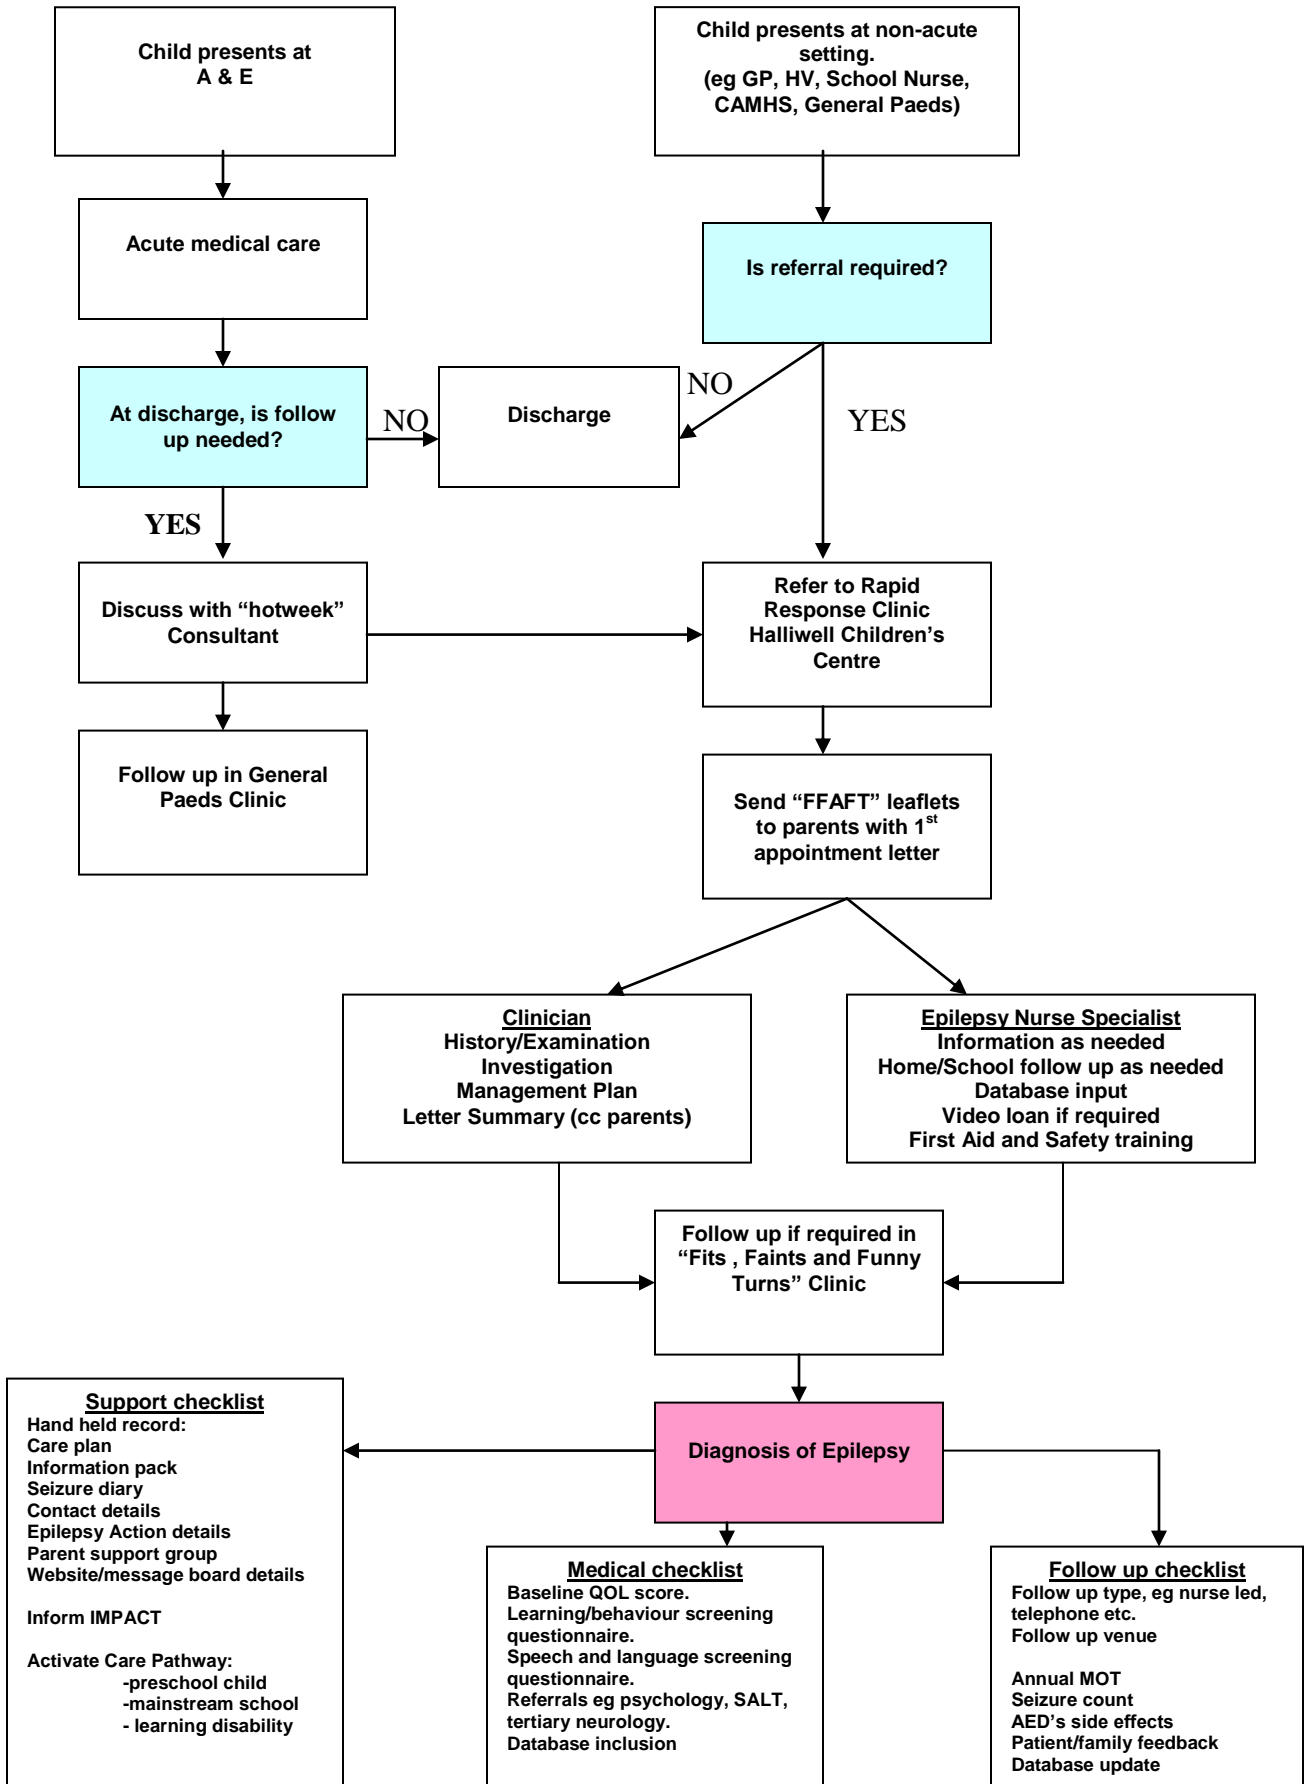 Child presents at
A & E
Child presents at non-acute
setting.
(eg GP, HV, School Nurse,
CAMHS, General Paeds)
Acute medical care
Is referral required?
At discharge, is follow
up needed?
NO
Discharge
NO
YES
YES
Discuss with “hotweek”
Consultant
Refer to Rapid
Response Clinic
Halliwell Children’s
Centre
Follow up in General
Paeds Clinic
Send “FFAFT” leaflets
to parents with 1st
appointment letter
Clinician
History/Examination
Investigation
Management Plan
Letter Summary (cc parents)
Epilepsy Nurse Specialist
Information as needed
Home/School follow up as needed
Database input
Video loan if required
First Aid and Safety training
Follow up if required in
“Fits , Faints and Funny
Turns” Clinic
Diagnosis of Epilepsy
Support checklist
Hand held record:
Care plan
Information pack
Seizure diary
Contact details
Epilepsy Action details
Parent support group
Website/message board details
Inform IMPACT
Activate Care Pathway:
-preschool child
-mainstream school
- learning disability
Medical checklist
Baseline QOL score.
Learning/behaviour screening
questionnaire.
Speech and language screening
questionnaire.
Referrals eg psychology, SALT,
tertiary neurology.
Database inclusion
Follow up checklist
Follow up type, eg nurse led,
telephone etc.
Follow up venue
Annual MOT
Seizure count
AED’s side effects
Patient/family feedback
Database update